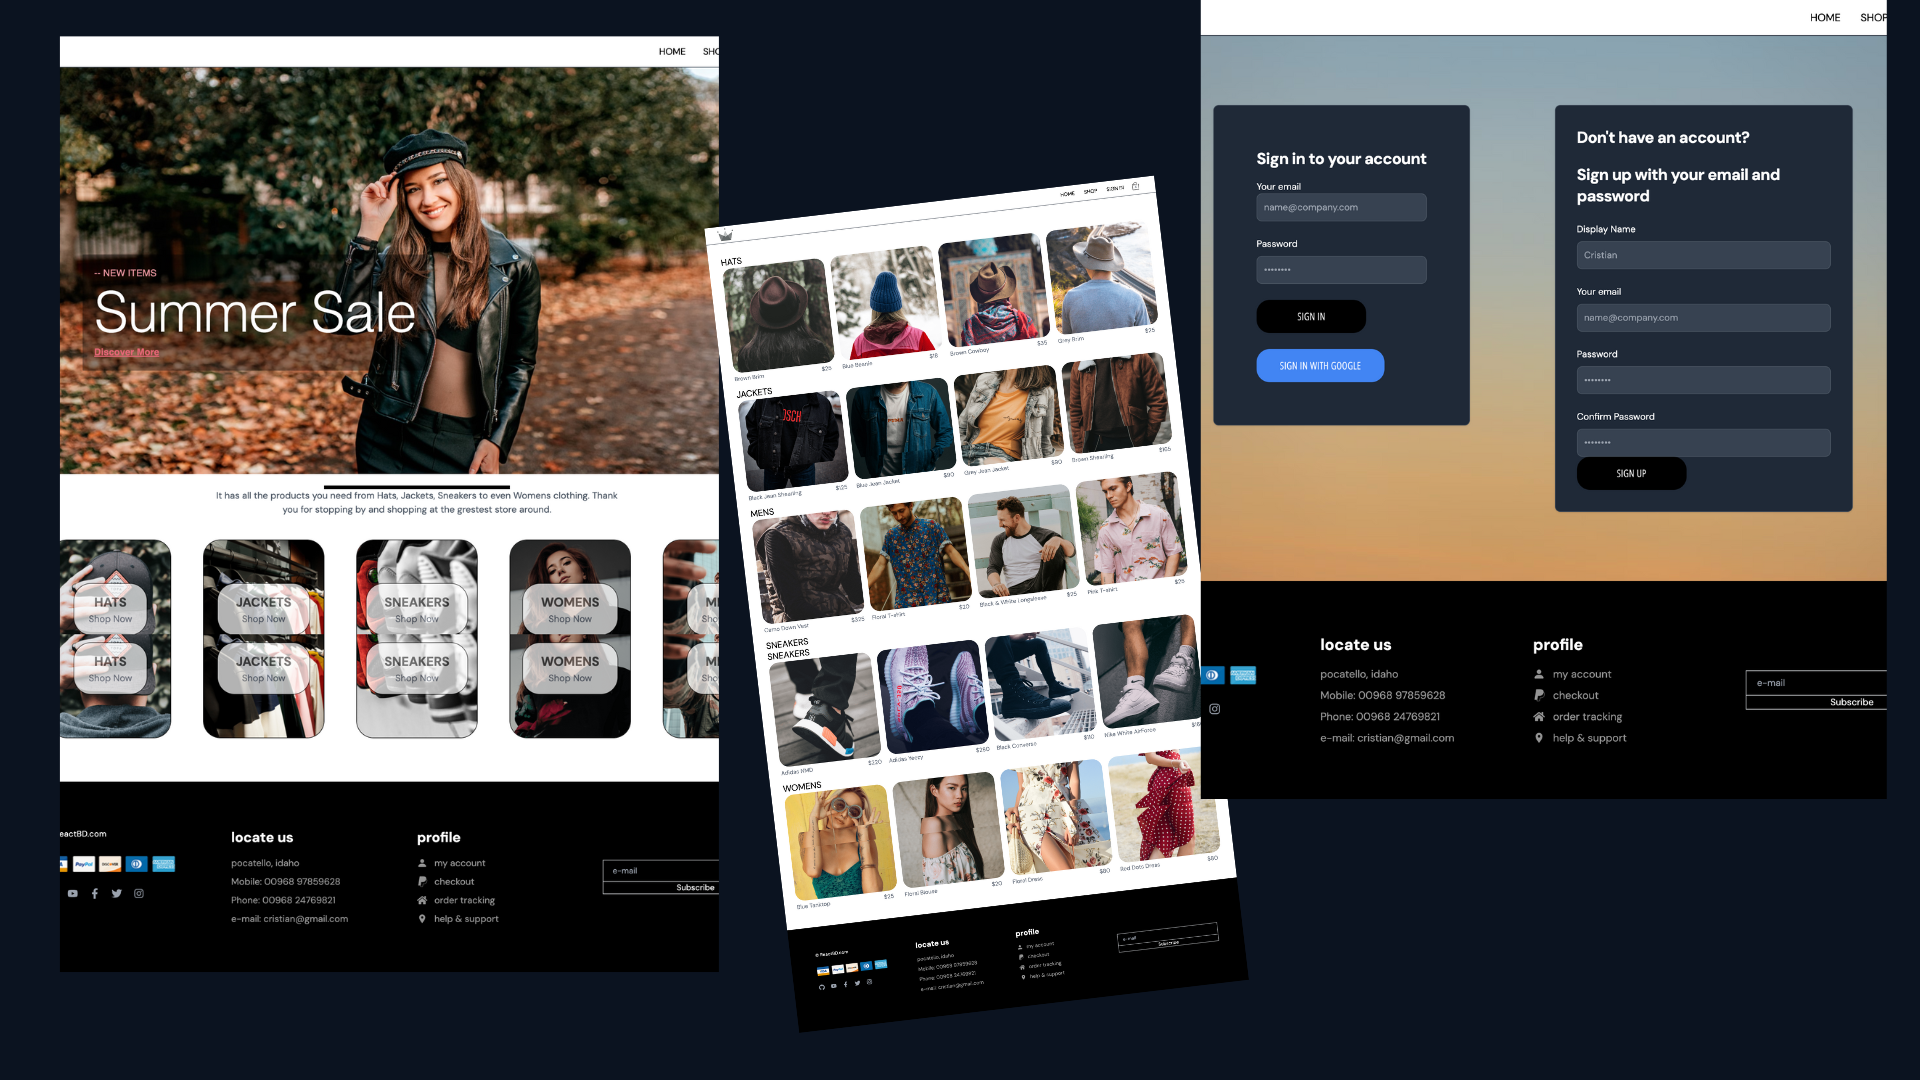 HOME
-- NEW ITEMS
Summer Sale
Discover More
It has all the products you need from Hats, Jackets, Sneakers to even Womens clothing. Thank
you for stopping by and shopping at the grestest store around.
HATS
Shop Now
JACKETS
Shop Now
SNEAKERS
Shop Now
WOMENS
Shop Now
HATS
Shop Now
JACKETS
Shop Now
SNEAKERS
Shop Now
WOMENS
Shop Now
eactBD.com
PayPal
locate us
pocatello, idaho
Mobile: 00968 97859628
Phone: 00968 24769821
e-mail: cristian@gmail.com
profile
my account
checkout
order tracking
help & support
e-mail
Subscribe
HOME SHOP SIGN IN
HATS
Brown Brim $25
Blue Beanie $18
Brown Cowboy $35
Grey Brim $25
JACKETS
Black Jean Shearling $125
Blue Jean Jacket $90
Grey Jean Jacket $90
Brown Shearling $165
MENS
Camo Down Vest $325
Floral T-shirt $20
Black & White Longsleeve $25
Pink T-shirt $25
SNEAKERS
SNEAKERS
Adidas NMD $220
Adidas Yeezy $280
Black Converse $110
Nike White AirForce
WOMENS
Blue Tanktop $25
Floral Blouse $20
Floral Dress $80
Red Dots Dress $80
© ReactBD.com
locate us
pocatello, idaho
Mobile: 00968 97859628
Phone: 00968 24769821
e-mail: cristian@gmail.com
profile
my account
checkout
order tracking
help & support
e-mail
Subscribe
HOME SHOP
Sign in to your account
Your email
name@company.com
Password
SIGN IN
SIGN IN WITH GOOGLE
Don't have an account?
Sign up with your email and
password
Display Name
Cristian
Your email
name@company.com
Password
Confirm Password
SIGN UP
locate us
pocatello, idaho
Mobile: 00968 97859628
Phone: 00968 24769821
e-mail: cristian@gmail.com
profile
my account
checkout
order tracking
help & support
e-mail
Subscribe